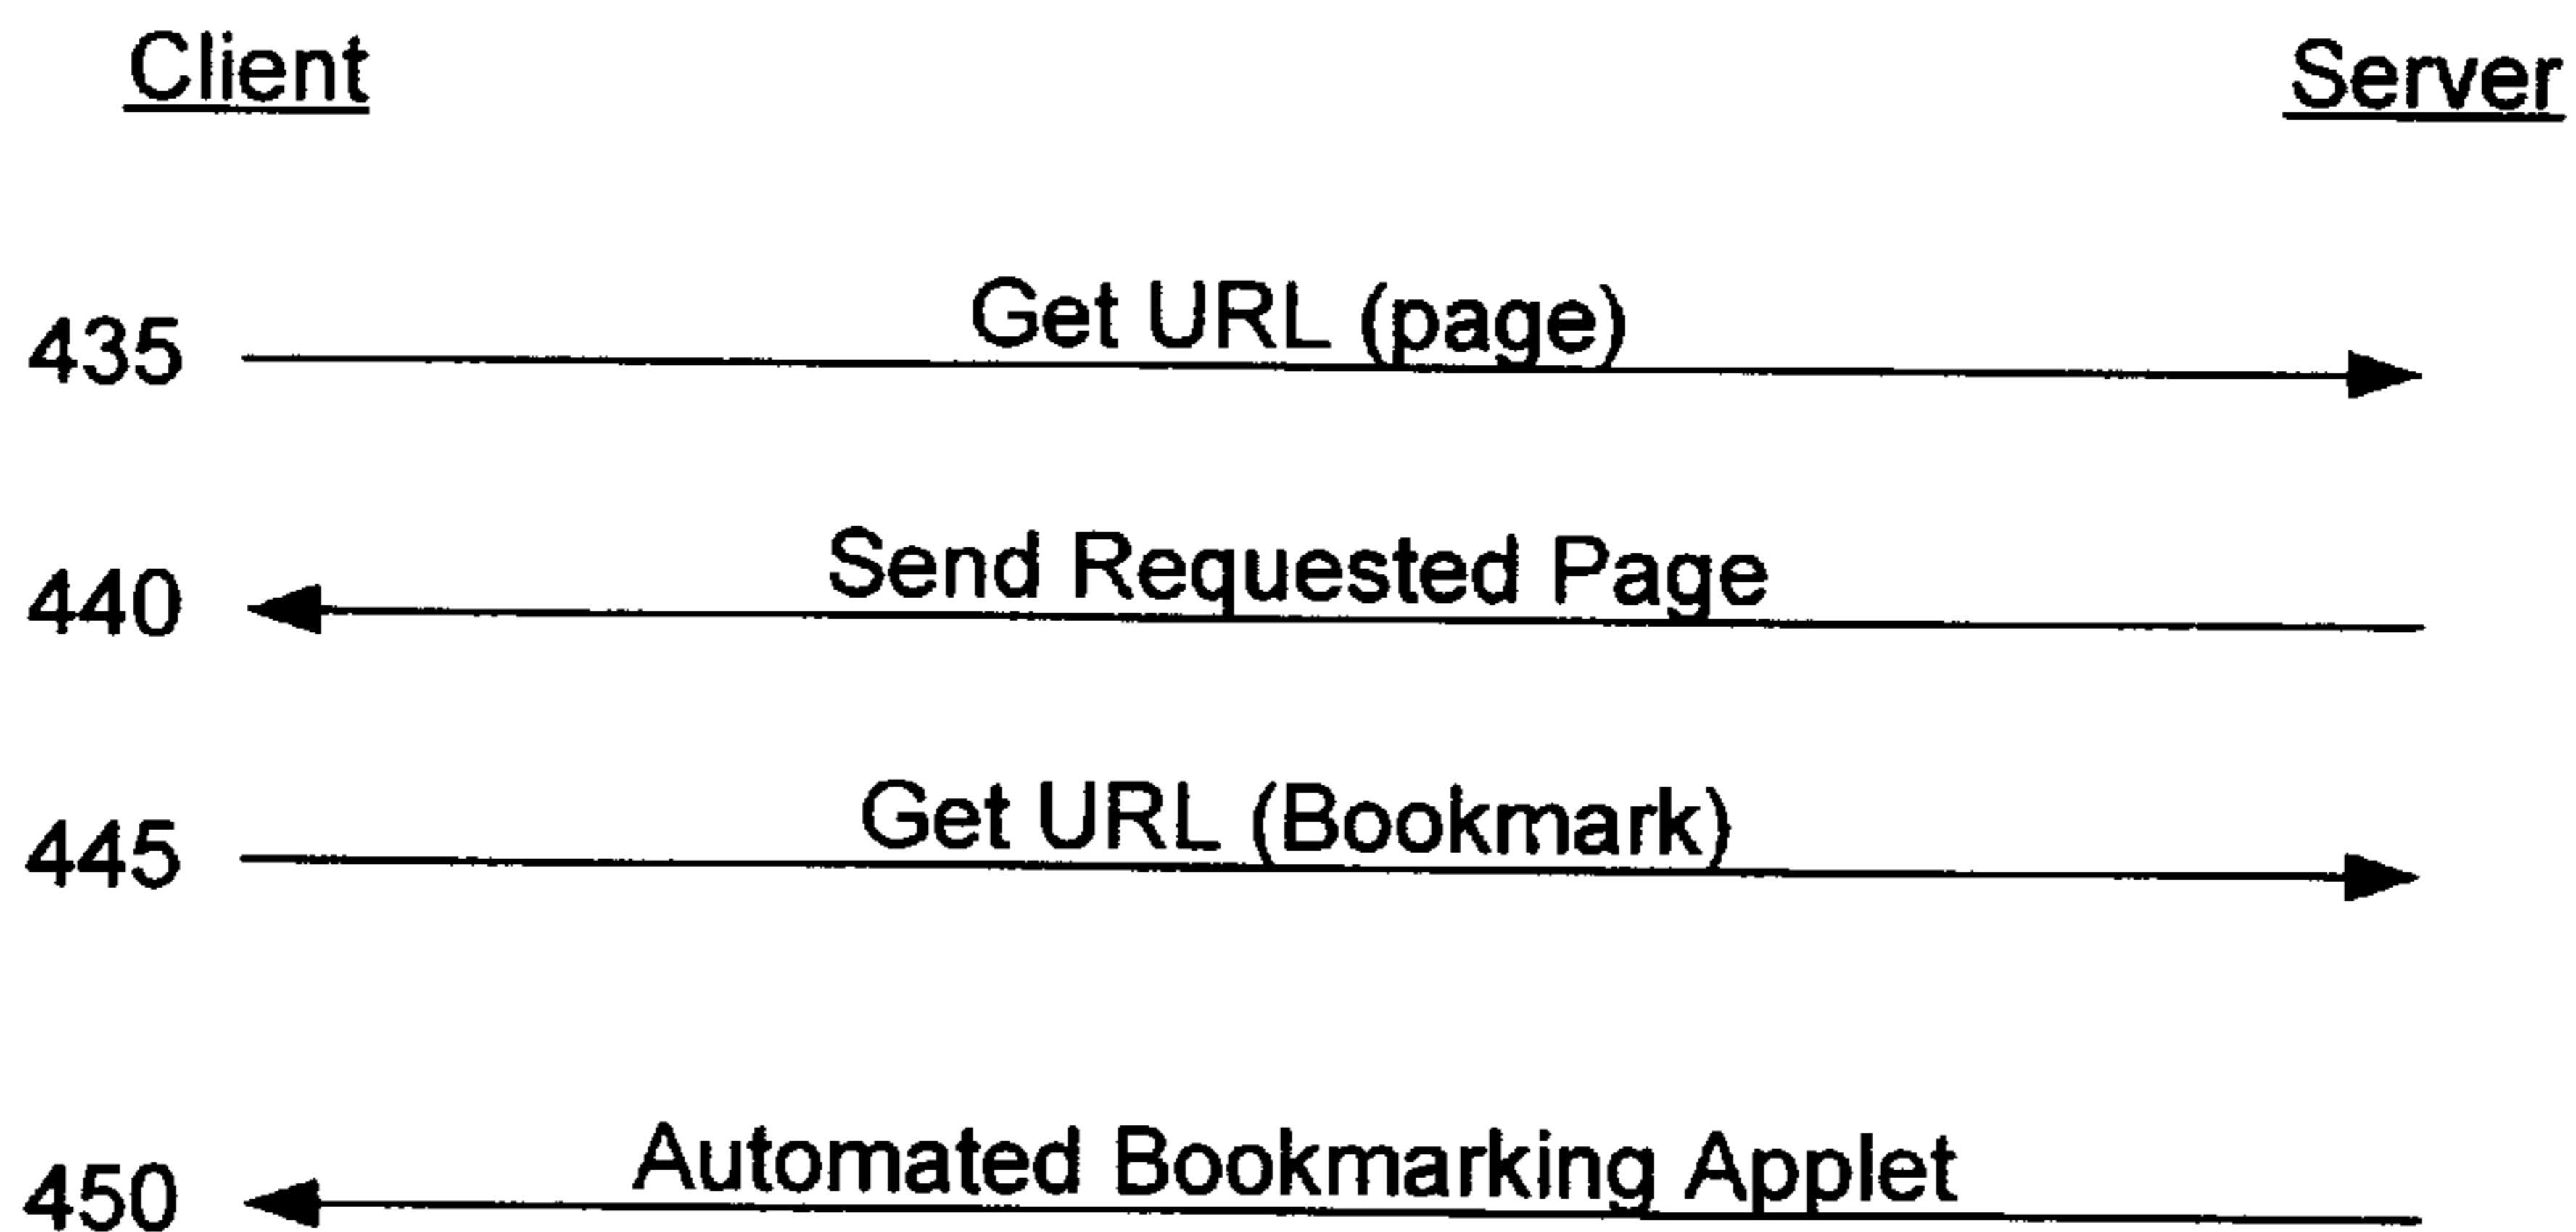 Client Server
Get URL (page)
435
Send Requested Page
440
Get URL (Bookmark)
445
Automated Bookmarking Applet
450